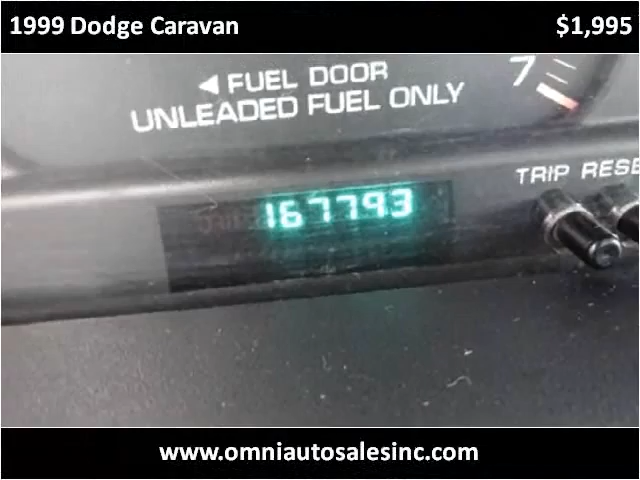 1999 Dodge Caravan $1,995
◄ FUEL DOOR 7
UNLEADED FUEL ONLY
TRIP RESE
167793
www.omniautosalesinc.com